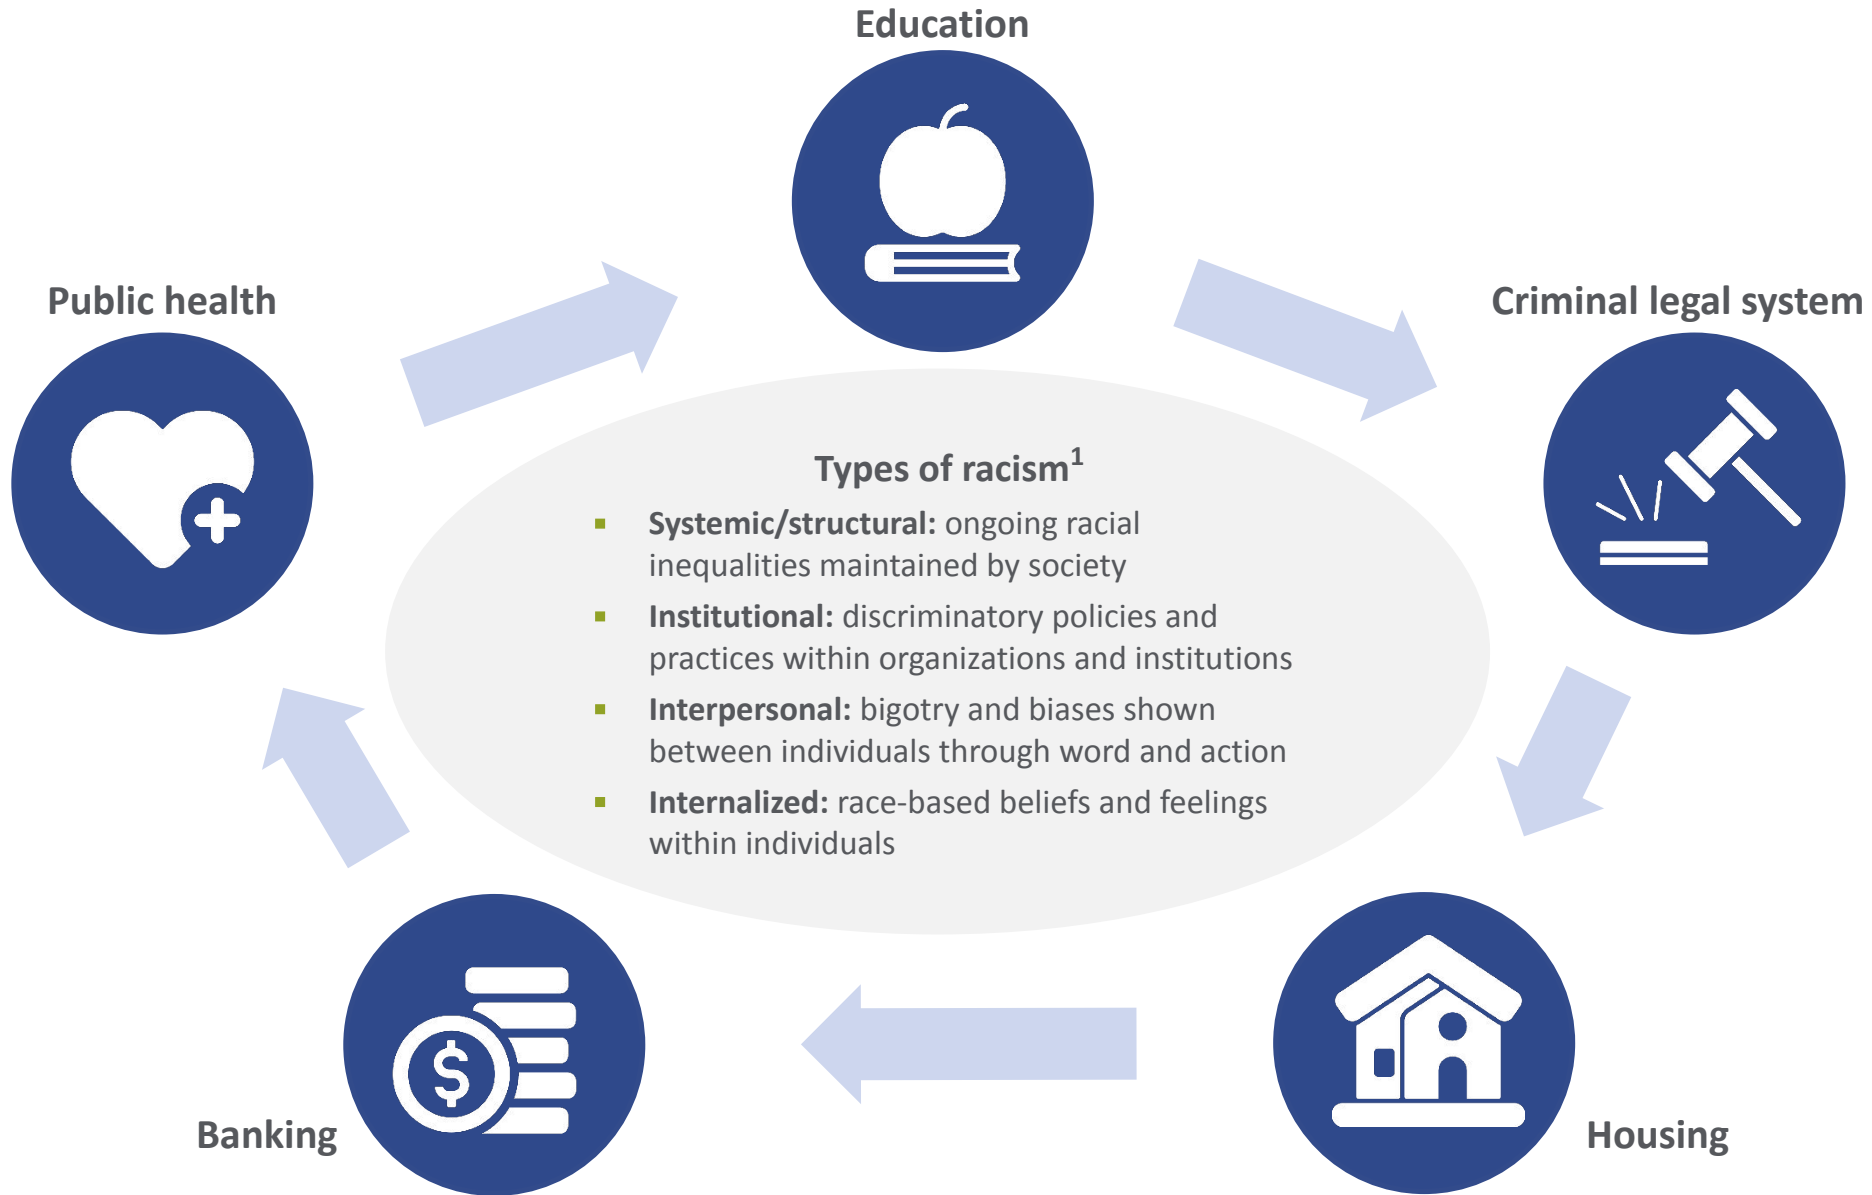 Education
Public health
Criminal legal system
Types of racism¹
▪ Systemic/structural: ongoing racial
inequalities maintained by society
▪ Institutional: discriminatory policies and
practices within organizations and institutions
▪ Interpersonal: bigotry and biases shown
between individuals through word and action
▪ Internalized: race-based beliefs and feelings
within individuals
$
Banking
Housing